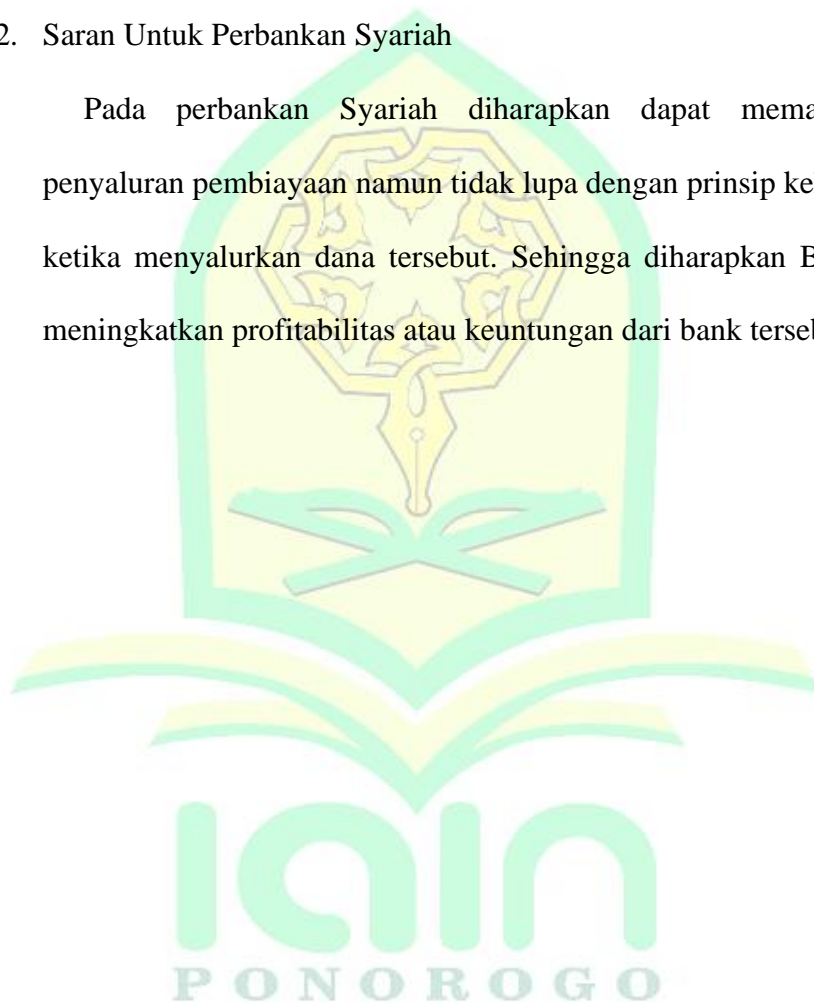 2. Saran Untuk Perbankan Syariah
Pada perbankan Syariah diharapkan dapat
penyaluran pembiayaan namun tidak lupa dengan prinsip
ketika menyalurkan dana tersebut. Sehingga diharapkan
meningkatkan profitabilitas atau keuntungan dari bank
iain
PONOROGO